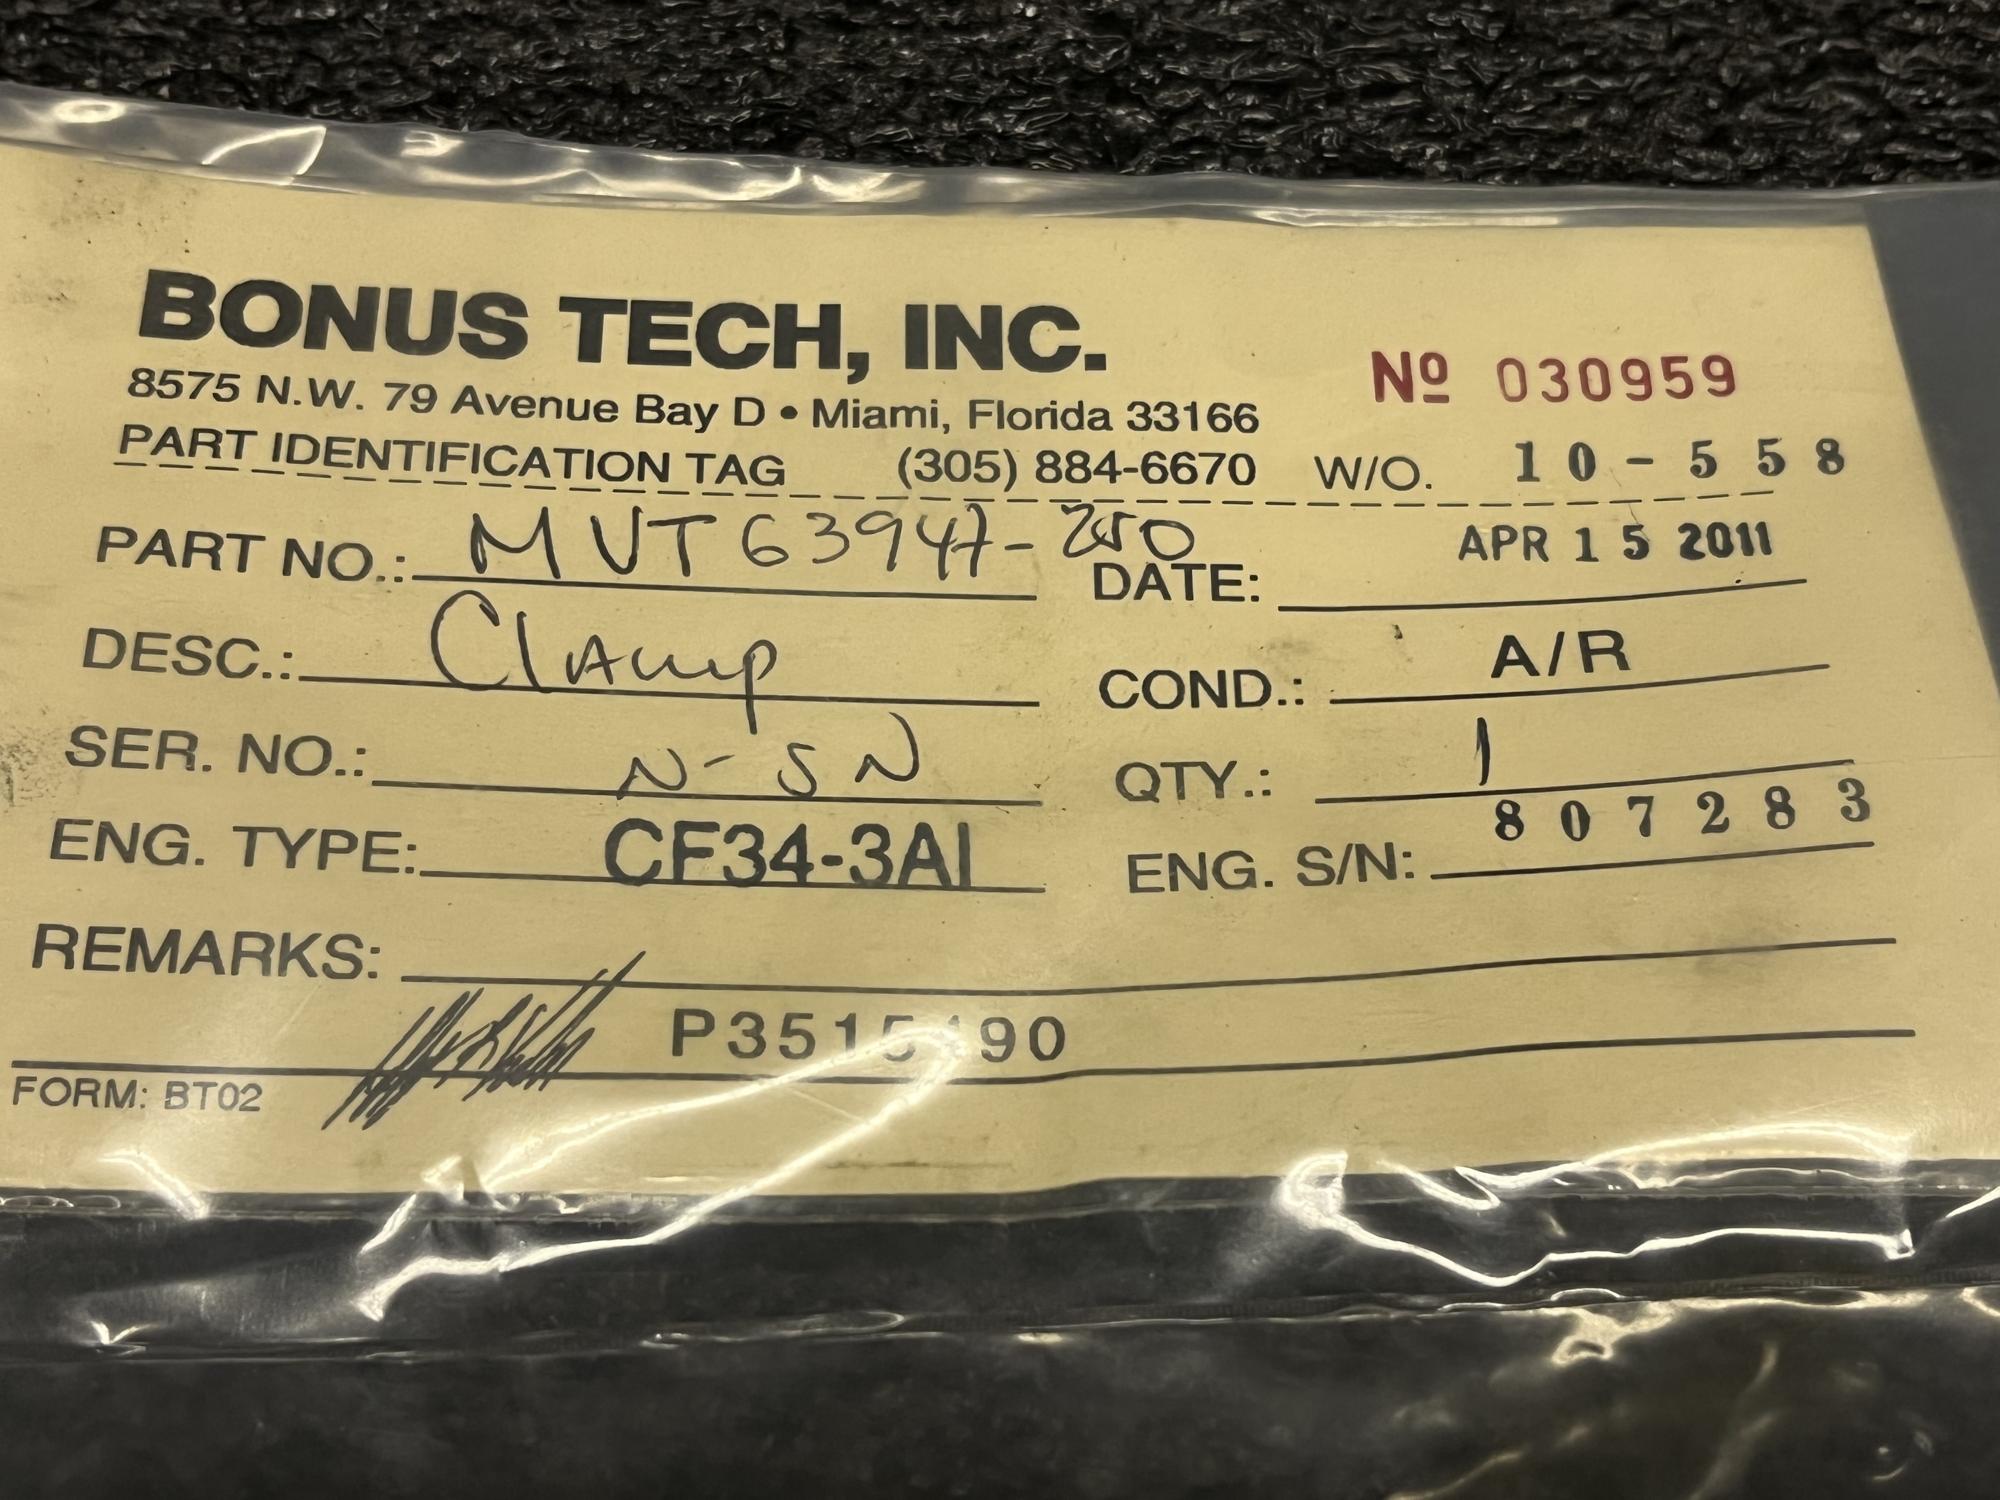 BONUS TECH, INC.
8575 N.W. 79 Avenue Bay D • Miami, Florida 33166
Nº 030959
PART IDENTIFICATION TAG (305) 884-6670 W/O. 10-558
PART NO.: MVT63947-250 DATE: APR 15 2011
DESC.: Clamp COND.: A/R
SER. NO.: N-SN QTY.: 1
ENG. TYPE: CF34-3A1 ENG. S/N: 807283
REMARKS:
FORM: BT02